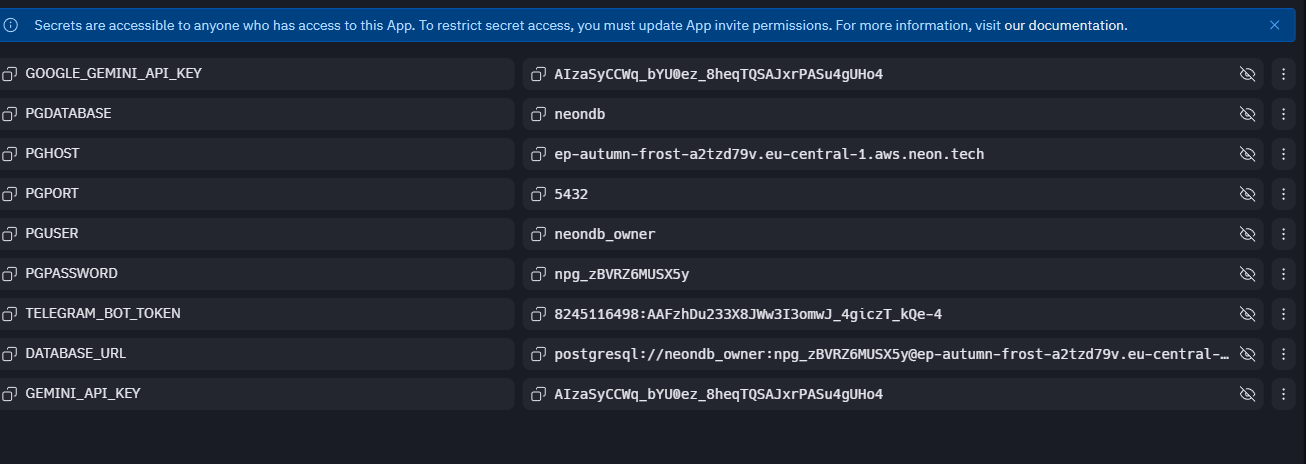 Secrets are accessible to anyone who has access to this App. To restrict secret access, you must update App invite permissions. For more information, visit our documentation.
GOOGLE_GEMINI_API_KEY AIzaSyCCWq_bYU0ez_8heqTQSAJxrPASu4gUHo4
PGDATABASE neondb
PGHOST ep-autumn-frost-a2tzd79v.eu-central-1.aws.neon.tech
PGPORT 5432
PGUSER neondb_owner
PGPASSWORD npg_zBVRZ6MUSX5y
TELEGRAM_BOT_TOKEN 8245116498:AAFzhDu233X8JWw3I3omwJ_4giczT_kQe-4
DATABASE_URL postgresql://neondb_owner:npg_zBVRZ6MUSX5y@ep-autumn-frost-a2tzd79v.eu-central-…
GEMINI_API_KEY AIzaSyCCWq_bYU0ez_8heqTQSAJxrPASu4gUHo4